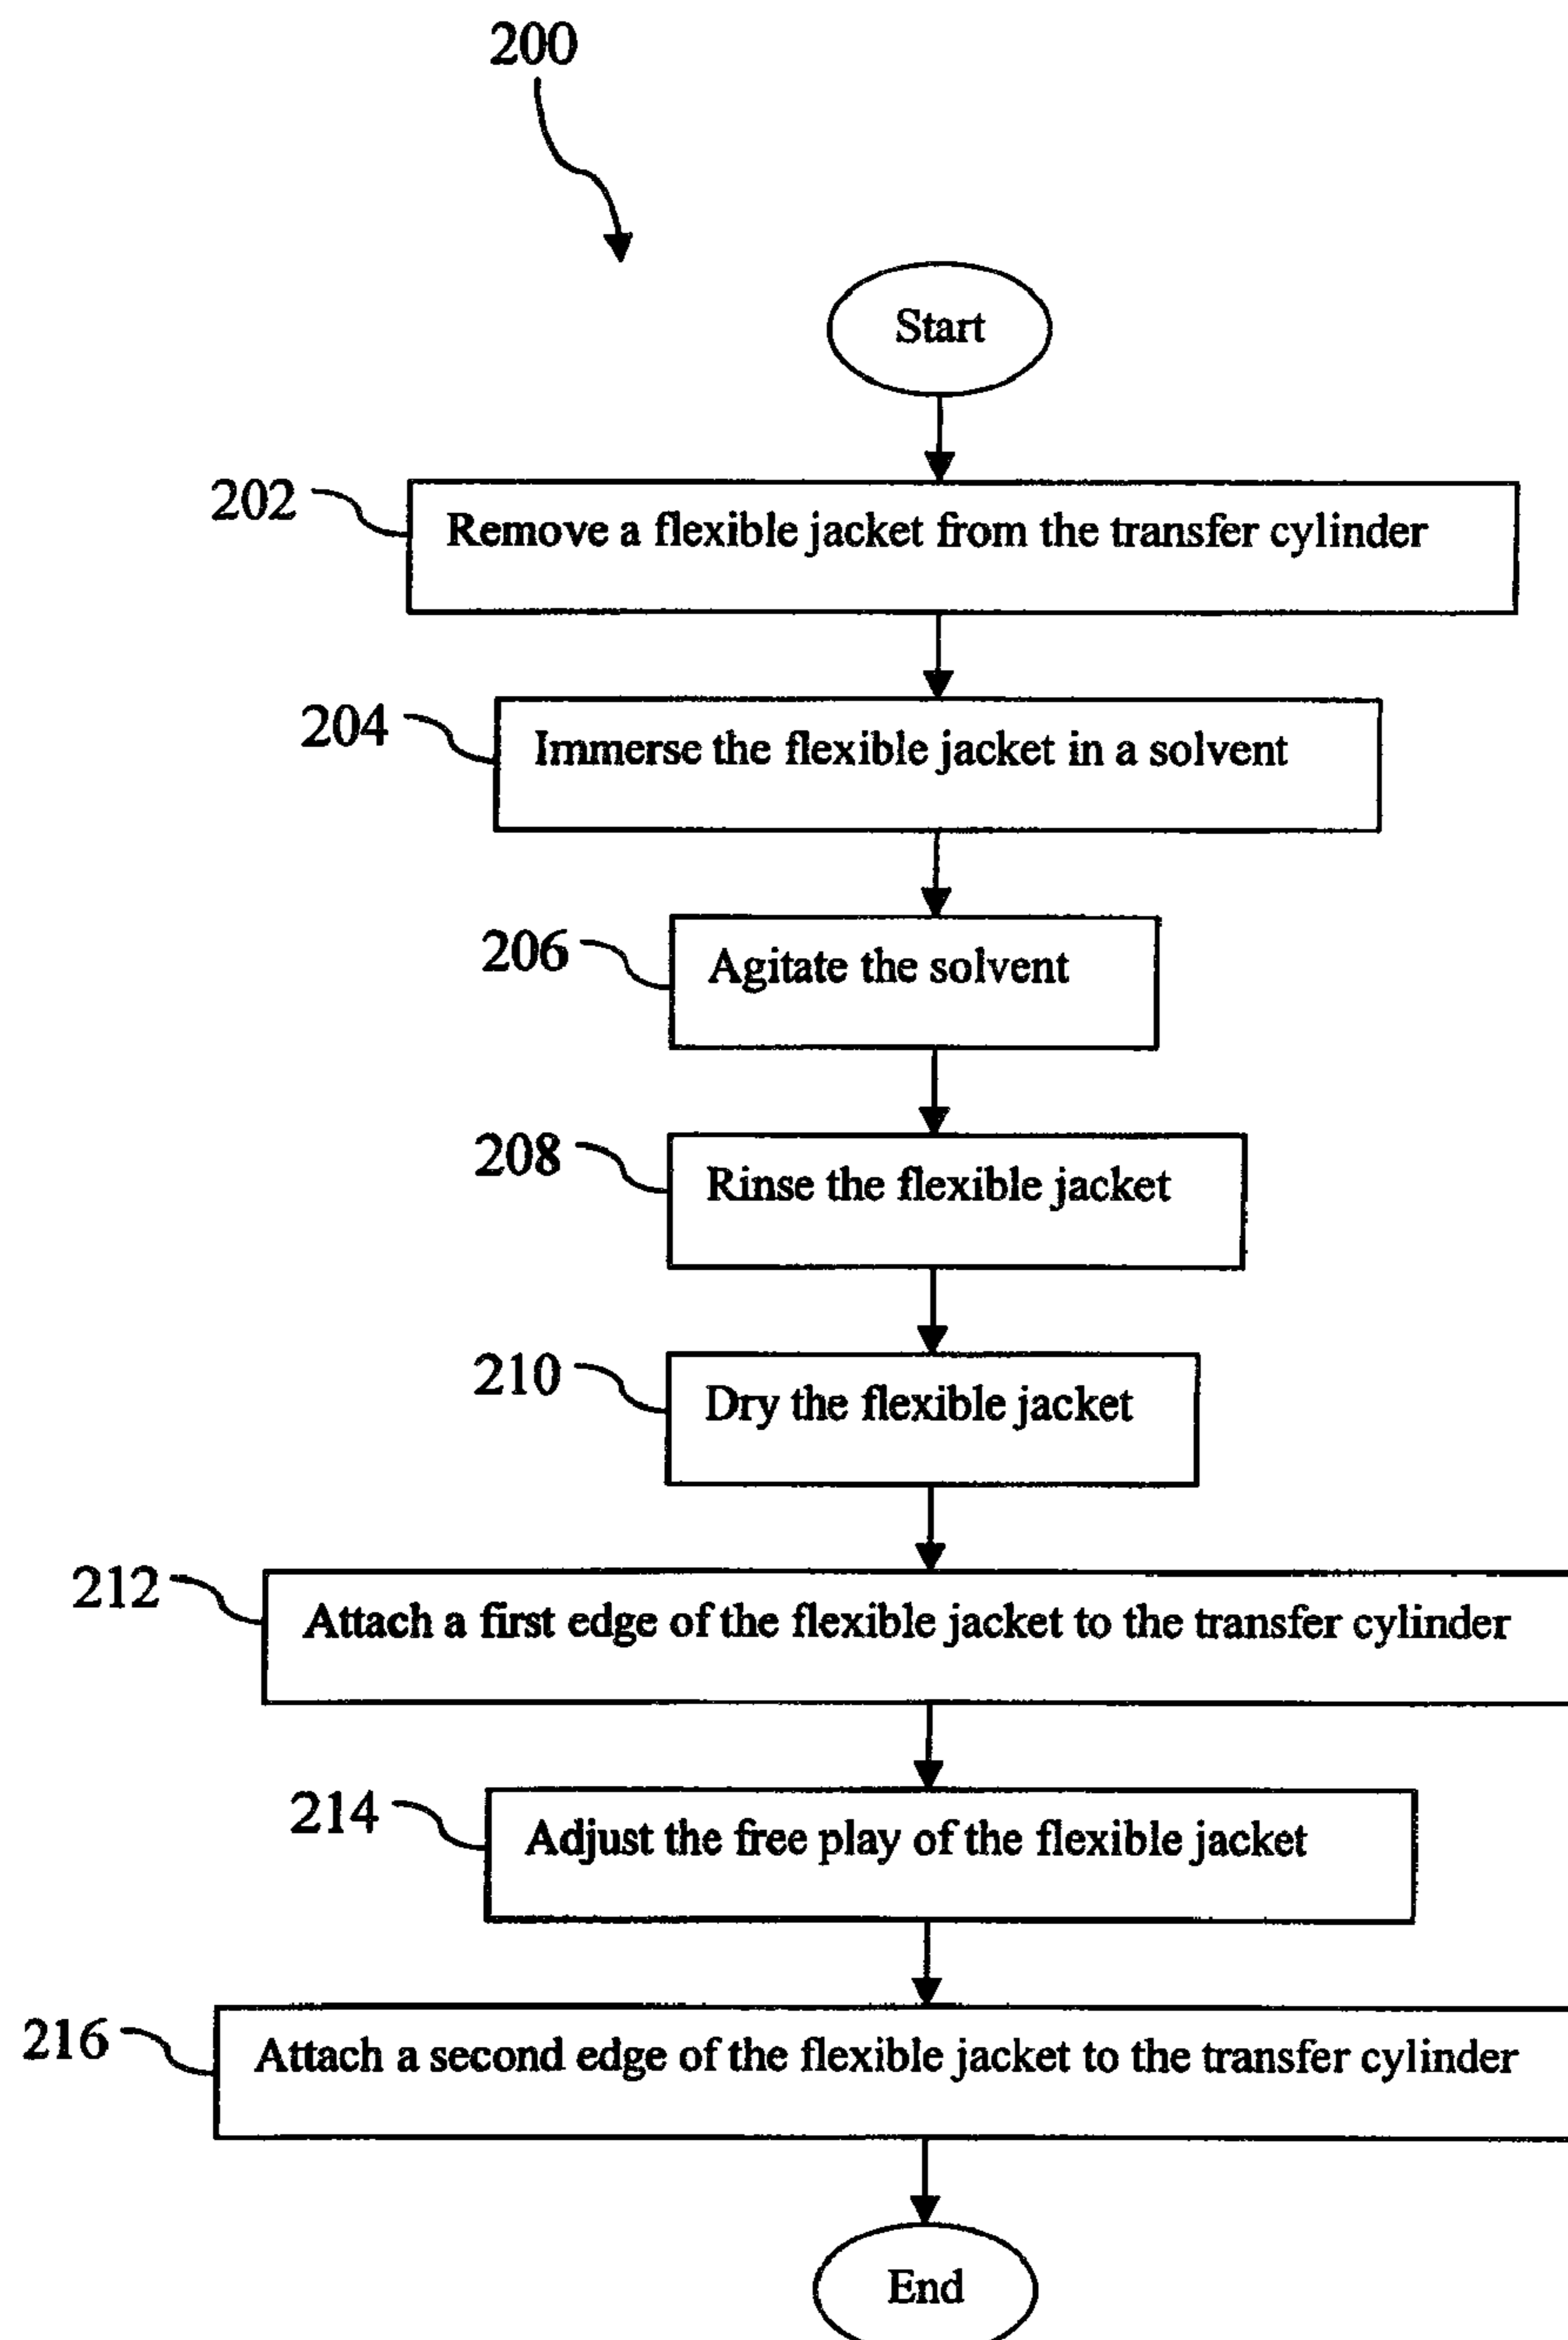 200
Start
202
Remove a flexible jacket from the transfer cylinder
204
Immerse the flexible jacket in a solvent
206
Agitate the solvent
208
Rinse the flexible jacket
210
Dry the flexible jacket
212
Attach a first edge of the flexible jacket to the transfer cylinder
214
Adjust the free play of the flexible jacket
216
Attach a second edge of the flexible jacket to the transfer cylinder
End